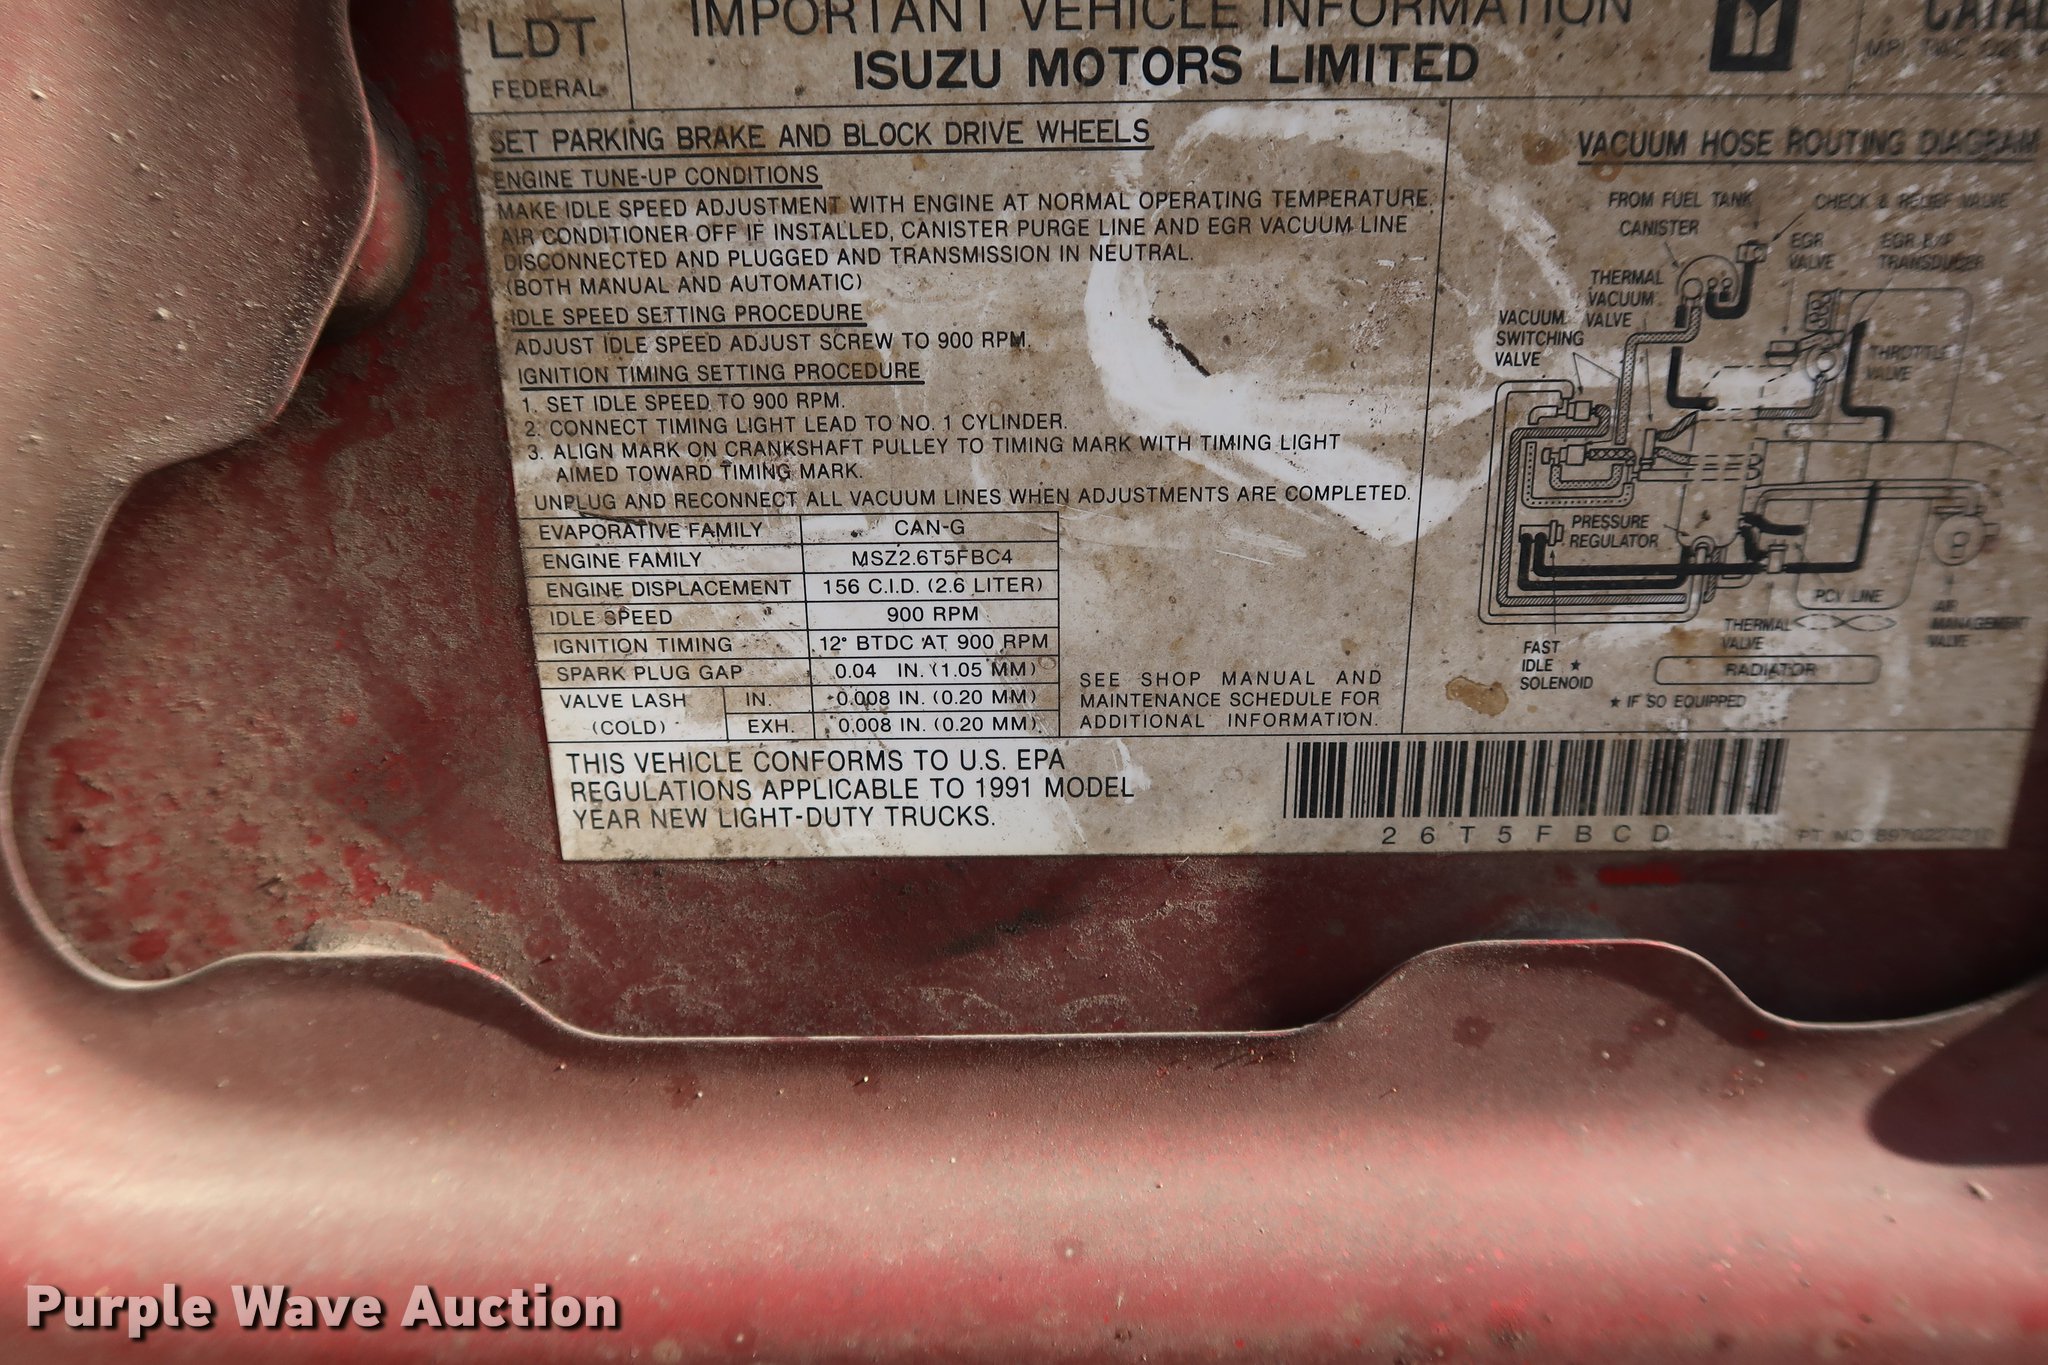 LDT
FEDERAL
IMPORTANT VEHICLE INFORMATION
ISUZU MOTORS LIMITED
SET PARKING BRAKE AND BLOCK DRIVE WHEELS
ENGINE TUNE-UP CONDITIONS
MAKE IDLE SPEED ADJUSTMENT WITH ENGINE AT NORMAL OPERATING TEMPERATURE,
AIR CONDITIONER OFF IF INSTALLED, CANISTER PURGE LINE AND EGR VACUUM LINE
DISCONNECTED AND PLUGGED AND TRANSMISSION IN NEUTRAL.
(BOTH MANUAL AND AUTOMATIC)
IDLE SPEED SETTING PROCEDURE
ADJUST IDLE SPEED ADJUST SCREW TO 900 RPM.
IGNITION TIMING SETTING PROCEDURE
1. SET IDLE SPEED TO 900 RPM.
2. CONNECT TIMING LIGHT LEAD TO NO. 1 CYLINDER.
3. ALIGN MARK ON CRANKSHAFT PULLEY TO TIMING MARK WITH TIMING LIGHT
AIMED TOWARD TIMING MARK.
UNPLUG AND RECONNECT ALL VACUUM LINES WHEN ADJUSTMENTS ARE COMPLETED.
EVAPORATIVE FAMILY CAN-G
ENGINE FAMILY MSZ2.6T5FBC4
ENGINE DISPLACEMENT 156 C.I.D. (2.6 LITER)
IDLE SPEED 900 RPM
IGNITION TIMING 12° BTDC AT 900 RPM
SPARK PLUG GAP 0.04 IN. (1.05 MM)
VALVE LASH IN. 0.008 IN. (0.20 MM)
(COLD) EXH. 0.008 IN. (0.20 MM)
SEE SHOP MANUAL AND
MAINTENANCE SCHEDULE FOR
ADDITIONAL INFORMATION.
VACUUM HOSE ROUTING DIAGRAM
FROM FUEL TANK
CHECK & RELIEF VALVE
CANISTER
EGR
VALVE
EGR B/P
TRANSDUCER
THERMAL
VACUUM
VALVE
VACUUM
SWITCHING
VALVE
THROTTLE
VALVE
PRESSURE
REGULATOR
PCV LINE
AIR
MANAGEMENT
VALVE
THERMAL
VALVE
FAST
IDLE ★
SOLENOID
RADIATOR
★ IF SO EQUIPPED
THIS VEHICLE CONFORMS TO U.S. EPA
REGULATIONS APPLICABLE TO 1991 MODEL
YEAR NEW LIGHT-DUTY TRUCKS.
26T5FBCD
PT. NO.
Purple Wave Auction